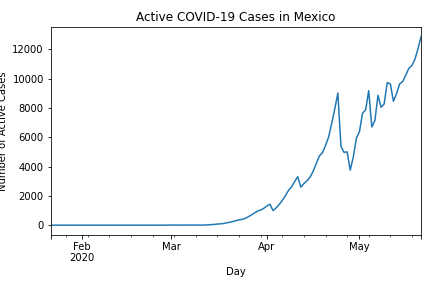 Active COVID-19 Cases in Mexico
Number of Active Cases
12000
10000
8000
6000
4000
2000
0
Feb
2020
Mar
Apr
May
Day